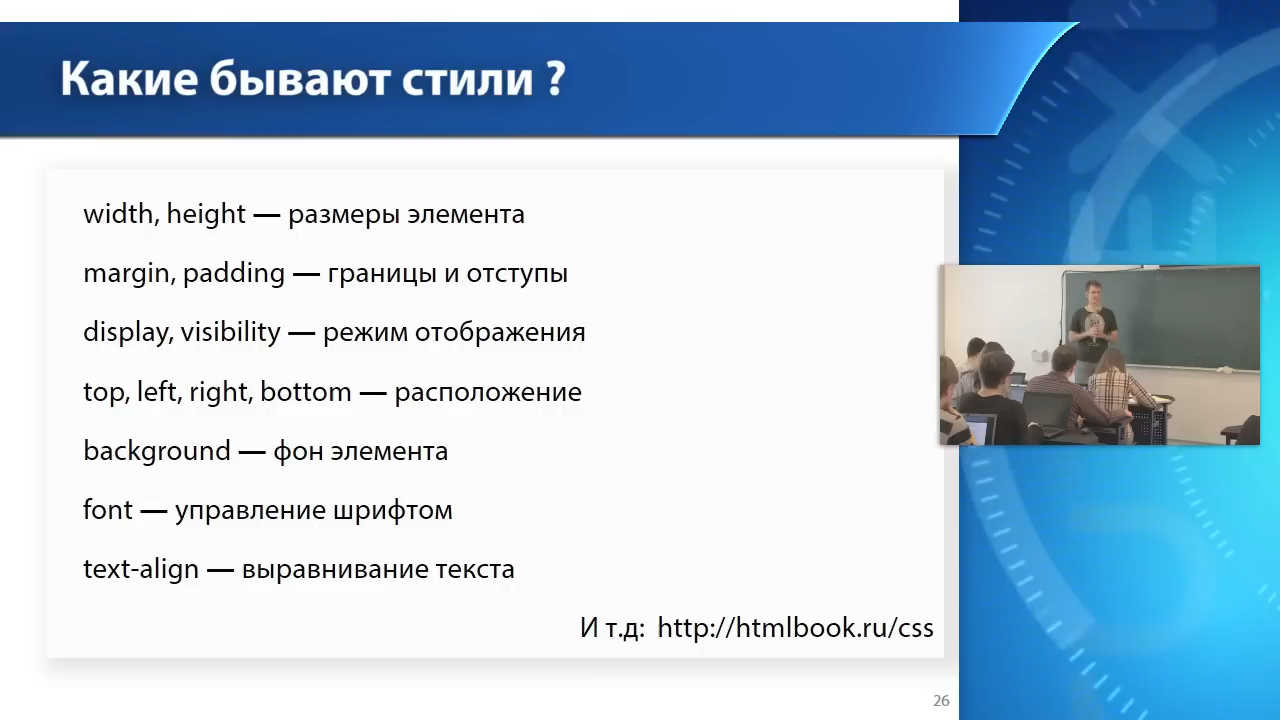 Какие бывают стили ?
width, height — размеры элемента
margin, padding — границы и отступы
display, visibility — режим отображения
top, left, right, bottom — расположение
background — фон элемента
font — управление шрифтом
text-align — выравнивание текста
И т.д: http://htmlbook.ru/css
26